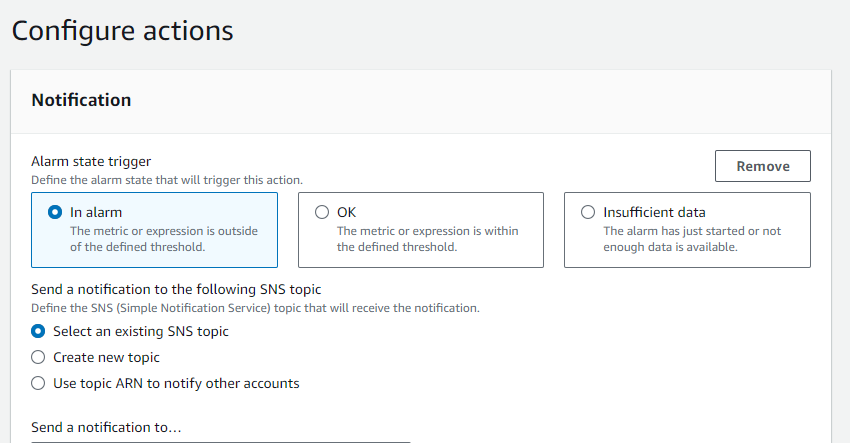 Configure actions
Notification
Alarm state trigger
Define the alarm state that will trigger this action.
Remove
In alarm
The metric or expression is outside
of the defined threshold.
OK
The metric or expression is within
the defined threshold.
Insufficient data
The alarm has just started or not
enough data is available.
Send a notification to the following SNS topic
Define the SNS (Simple Notification Service) topic that will receive the notification.
Select an existing SNS topic
Create new topic
Use topic ARN to notify other accounts
Send a notification to…